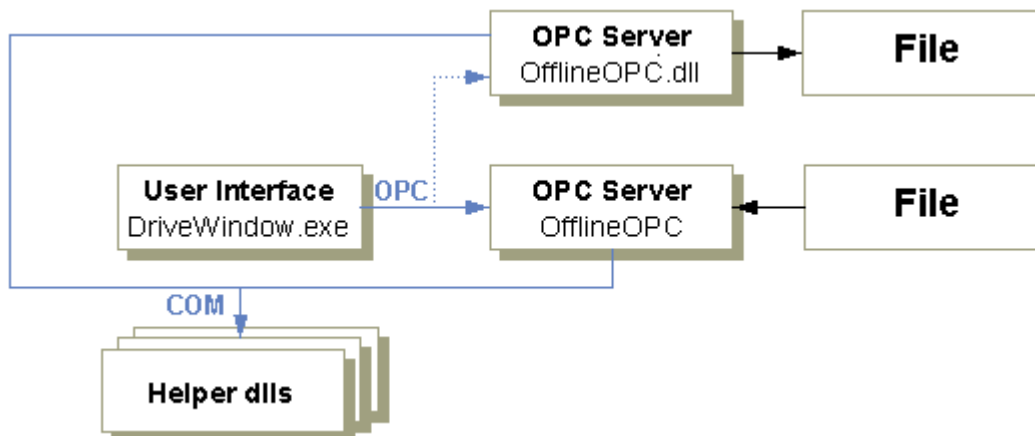 OPC Server
OfflineOPC.dll
File
User Interface
DriveWindow.exe
OPC
OPC Server
OfflineOPC
File
COM
Helper dlls